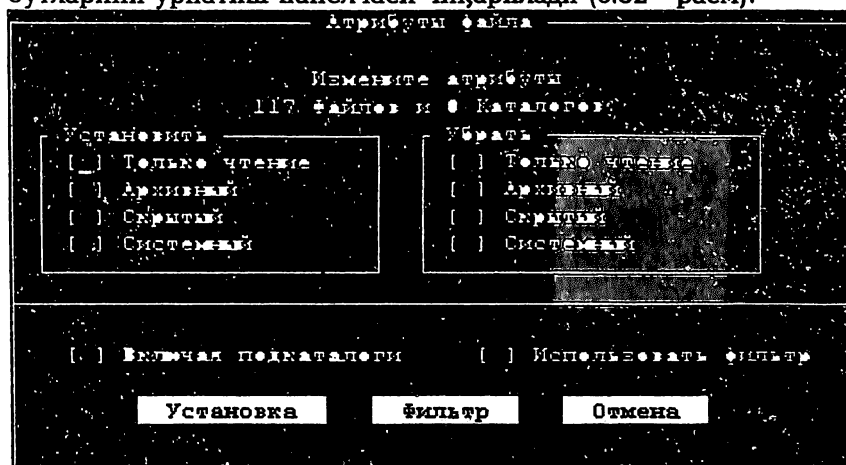 Атрибуты файла
Измените атрибуты
117 Файлов и 0 Каталогов
Установить Убрать
[ ] Только чтение [ ] Только чтение
[ ] Архивный [ ] Архивный
[ ] Скрытый [ ] Скрытый
[ ] Системный [ ] Системный
[ ] Включая подкаталоги [ ] Использовать фильтр
Установка Фильтр Отмена